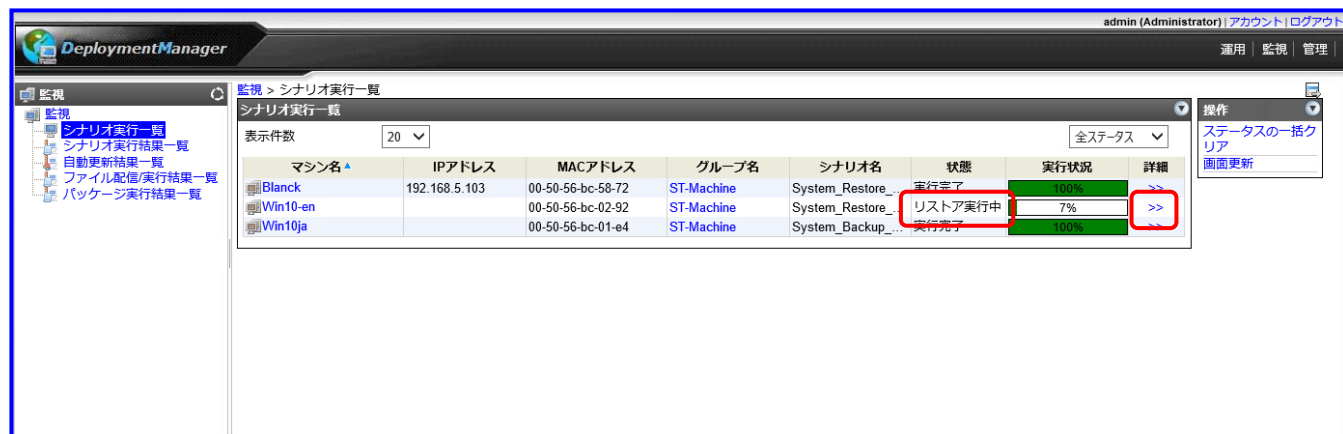 admin (Administrator) | アカウント | ログアウト
DeploymentManager
運用 | 監視 | 管理 |
監視
監視
シナリオ実行一覧
シナリオ実行結果一覧
自動更新結果一覧
ファイル配信/実行結果一覧
パッケージ実行結果一覧
監視 > シナリオ実行一覧
シナリオ実行一覧
表示件数 20 全ステータス
マシン名 IPアドレス MACアドレス グループ名 シナリオ名 状態 実行状況 詳細
Blanck 192.168.5.103 00-50-56-bc-58-72 ST-Machine System_Restore_... 実行完了 100% >>
Win10-en 00-50-56-bc-02-92 ST-Machine System_Restore_... リストア実行中 7% >>
Win10ja 00-50-56-bc-01-e4 ST-Machine System_Backup_... 実行完了 100% >>
操作
ステータスの一括ク
リア
画面更新